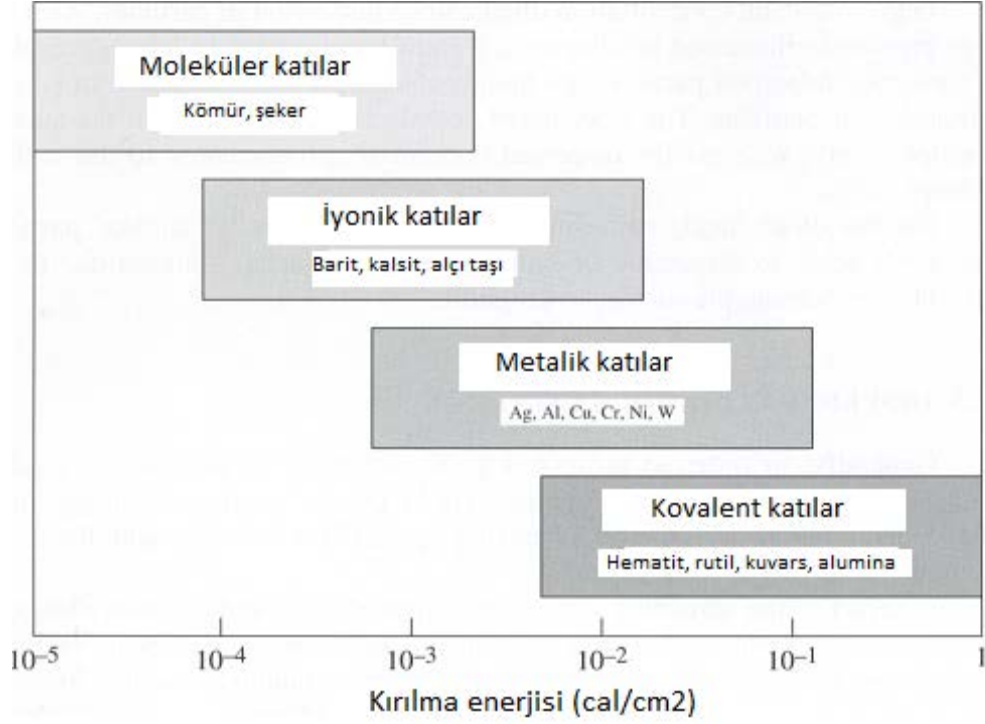 Moleküler katılar
Kömür, şeker
İyonik katılar
Barit, kalsit, alçı taşı
Metalik katılar
Ag, Al, Cu, Cr, Ni, W
Kovalent katılar
Hematit, rutil, kuvars, alumina
10⁻⁵ 10⁻⁴ 10⁻³ 10⁻² 10⁻¹ 1
Kırılma enerjisi (cal/cm2)